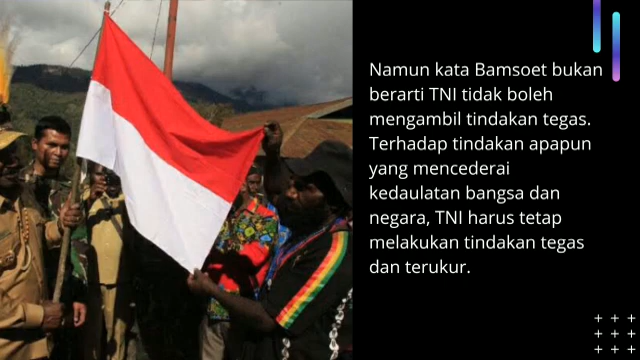 Namun kata Bamsoet bukan
berarti TNI tidak boleh
mengambil tindakan tegas.
Terhadap tindakan apapun
yang mencederai
kedaulatan bangsa dan
negara, TNI harus tetap
melakukan tindakan tegas
dan terukur.